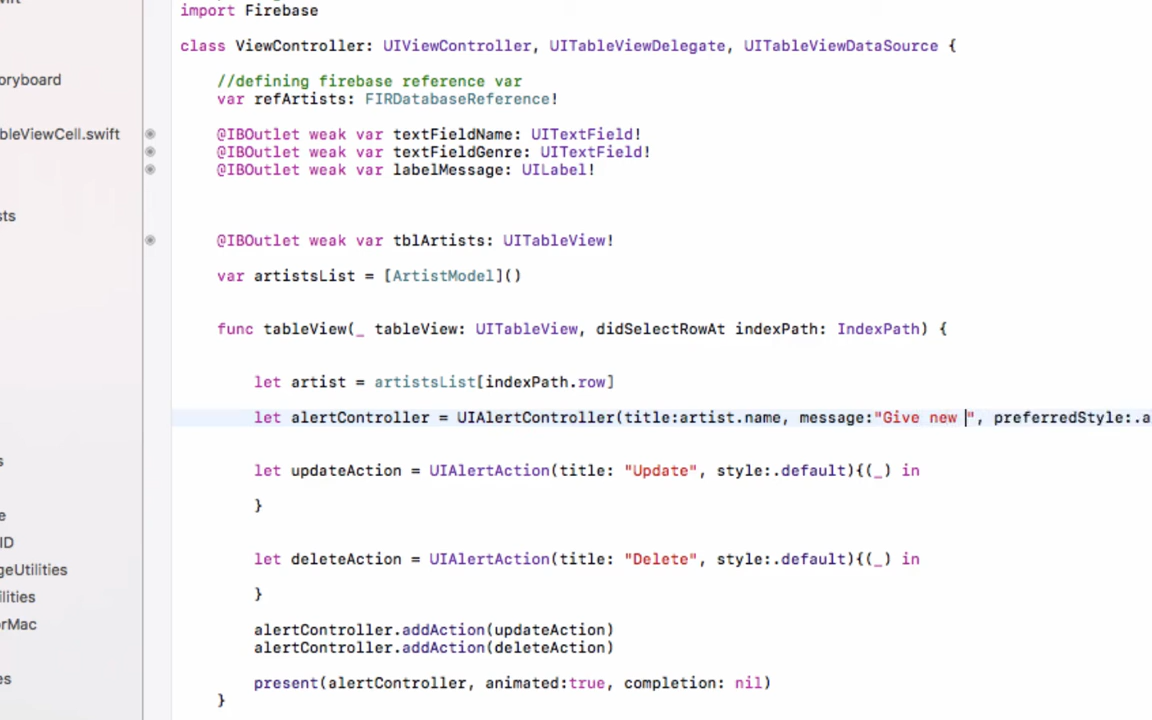 import Firebase
class ViewController: UIViewController, UITableViewDelegate, UITableViewDataSource {
//defining firebase reference var
var refArtists: FIRDatabaseReference!
oryboard
bleViewCell.swift
@IBOutlet weak var textFieldName: UITextField!
@IBOutlet weak var textFieldGenre: UITextField!
@IBOutlet weak var labelMessage: UILabel!
sts
@IBOutlet weak var tblArtists: UITableView!
var artistsList = [ArtistModel]()
func tableView(_ tableView: UITableView, didSelectRowAt indexPath: IndexPath) {
let artist = artistsList[indexPath.row]
let alertController = UIAlertController(title:artist.name, message:"Give new ", preferredStyle:.a
s
let updateAction = UIAlertAction(title: "Update", style:.default){(_) in
}
e
ID
let deleteAction = UIAlertAction(title: "Delete", style:.default){(_) in
geUtilities
}
ilities
orMac
alertController.addAction(updateAction)
alertController.addAction(deleteAction)
es
present(alertController, animated:true, completion: nil)
}